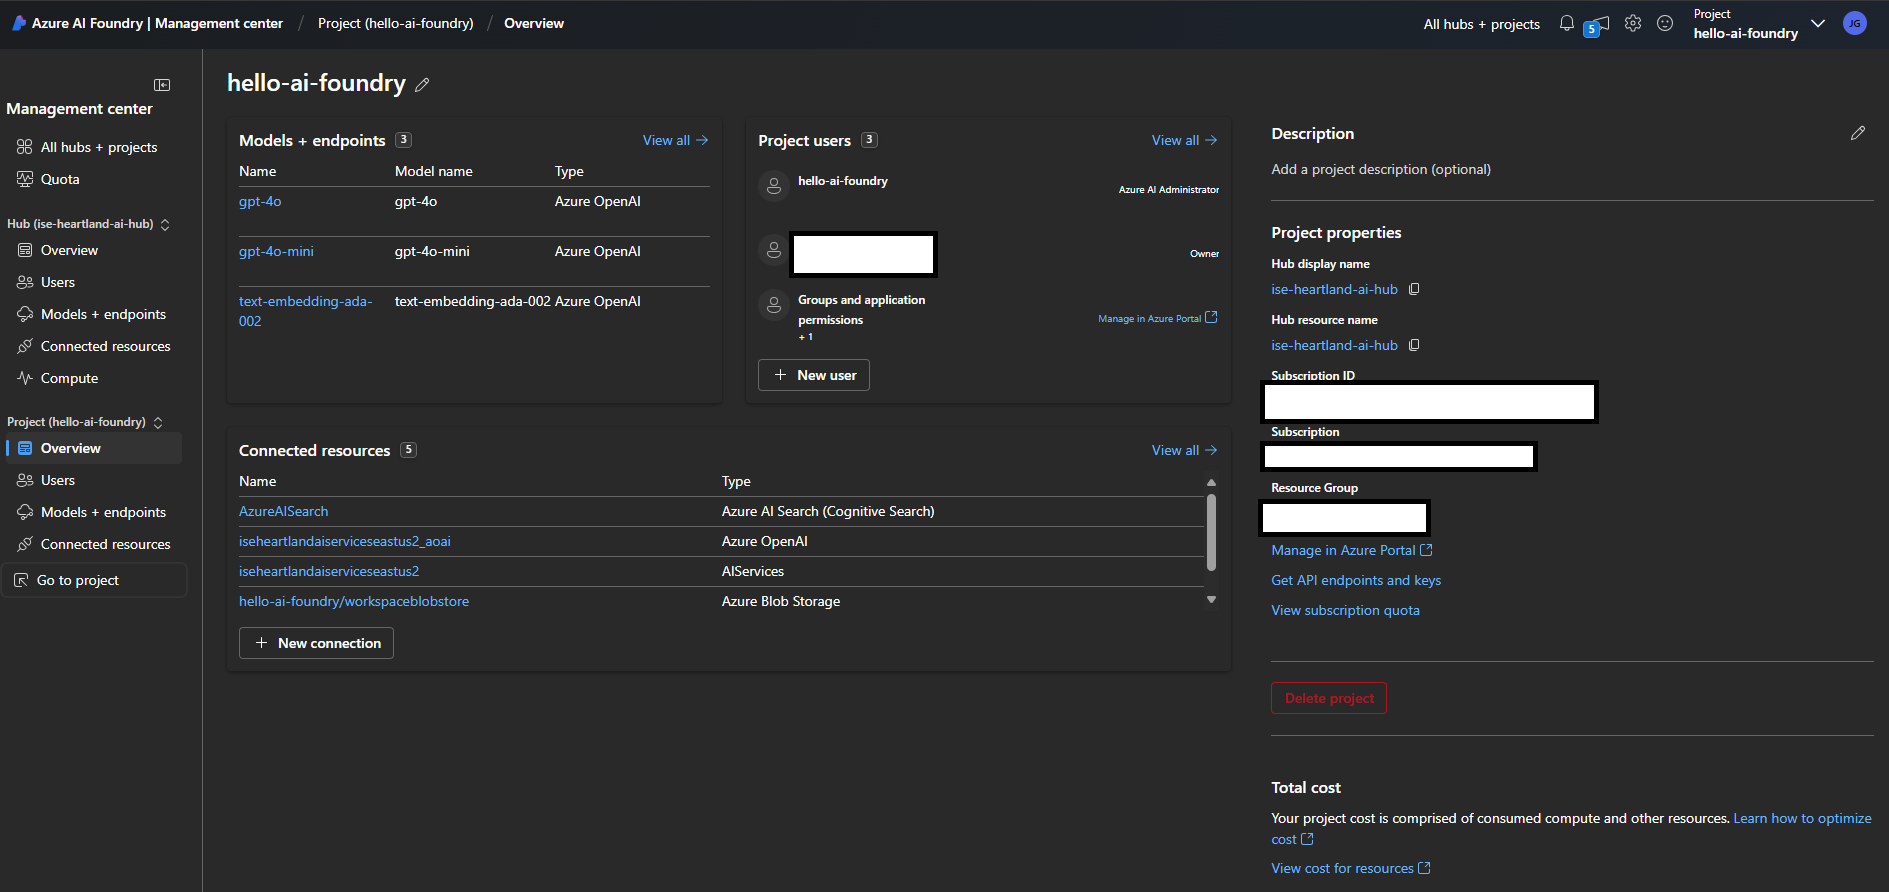 Azure AI Foundry | Management center / Project (hello-ai-foundry) / Overview
All hubs + projects
5
Project
hello-ai-foundry
JG
Management center
All hubs + projects
Quota
Hub (ise-heartland-ai-hub)
Overview
Users
Models + endpoints
Connected resources
Compute
Project (hello-ai-foundry)
Overview
Users
Models + endpoints
Connected resources
Go to project
hello-ai-foundry
Models + endpoints 3 View all
Name Model name Type
gpt-4o gpt-4o Azure OpenAI
gpt-4o-mini gpt-4o-mini Azure OpenAI
text-embedding-ada- text-embedding-ada-002 Azure OpenAI
002
Project users 3 View all
hello-ai-foundry
Azure AI Administrator
Owner
Groups and application
permissions
+ 1
Manage in Azure Portal
+ New user
Connected resources 5 View all
Name Type
AzureAISearch Azure AI Search (Cognitive Search)
iseheartlandaiserviceseastus2_aoai Azure OpenAI
iseheartlandaiserviceseastus2 AIServices
hello-ai-foundry/workspaceblobstore Azure Blob Storage
+ New connection
Description
Add a project description (optional)
Project properties
Hub display name
ise-heartland-ai-hub
Hub resource name
ise-heartland-ai-hub
Subscription ID
Subscription
Resource Group
Manage in Azure Portal
Get API endpoints and keys
View subscription quota
Delete project
Total cost
Your project cost is comprised of consumed compute and other resources. Learn how to optimize
cost
View cost for resources